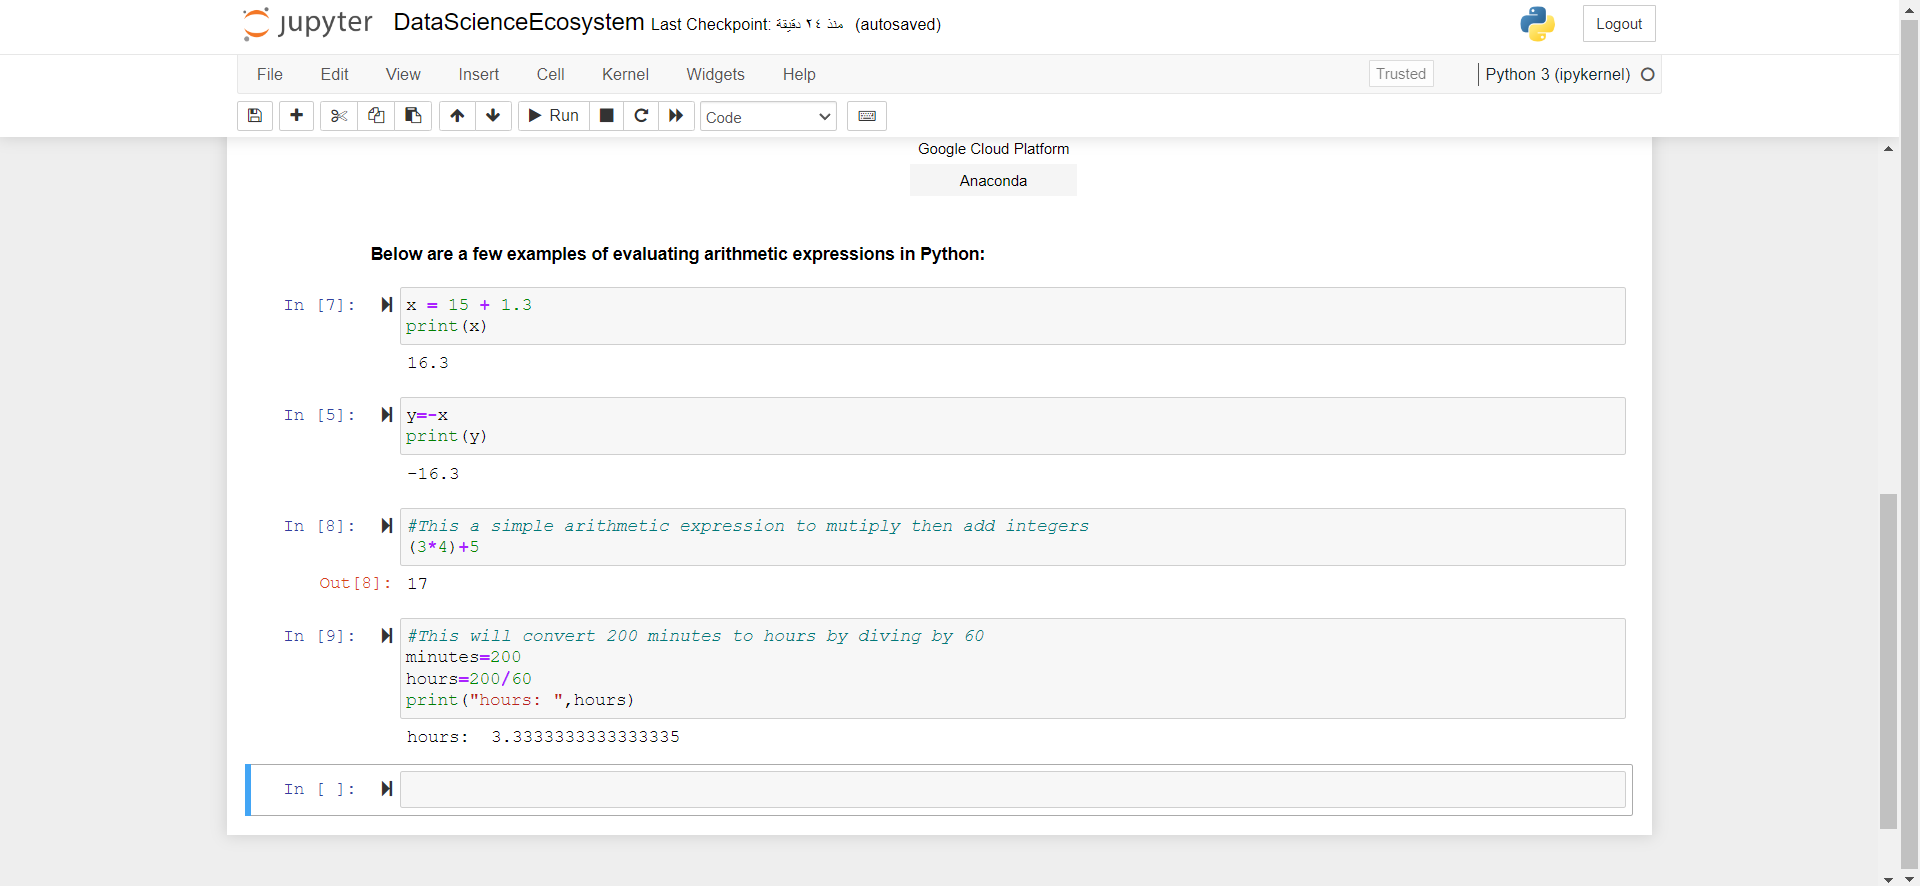 jupyter DataScienceEcosystem Last Checkpoint: منذ ٢٤ دقيقة (autosaved) Logout
File Edit View Insert Cell Kernel Widgets Help Trusted Python 3 (ipykernel)
Run Code
Google Cloud Platform
Anaconda
Below are a few examples of evaluating arithmetic expressions in Python:
In [7]: x = 15 + 1.3
print(x)
16.3
In [5]: y=-x
print(y)
-16.3
In [8]: #This a simple arithmetic expression to mutiply then add integers
(3*4)+5
Out[8]: 17
In [9]: #This will convert 200 minutes to hours by diving by 60
minutes=200
hours=200/60
print("hours: ",hours)
hours:  3.3333333333333335
In [ ]: